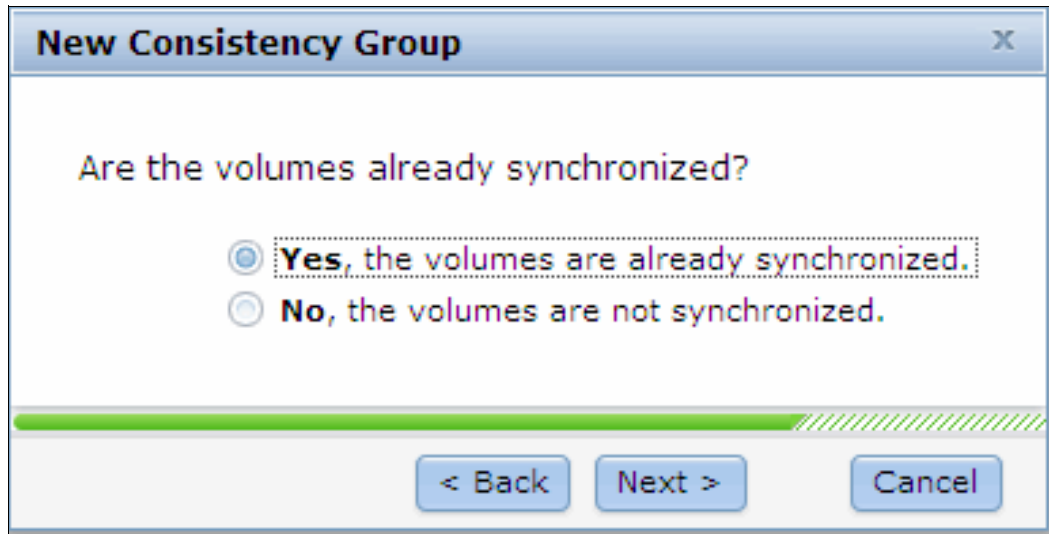 New Consistency Group x
Are the volumes already synchronized?
Yes, the volumes are already synchronized.
No, the volumes are not synchronized.
< Back Next > Cancel